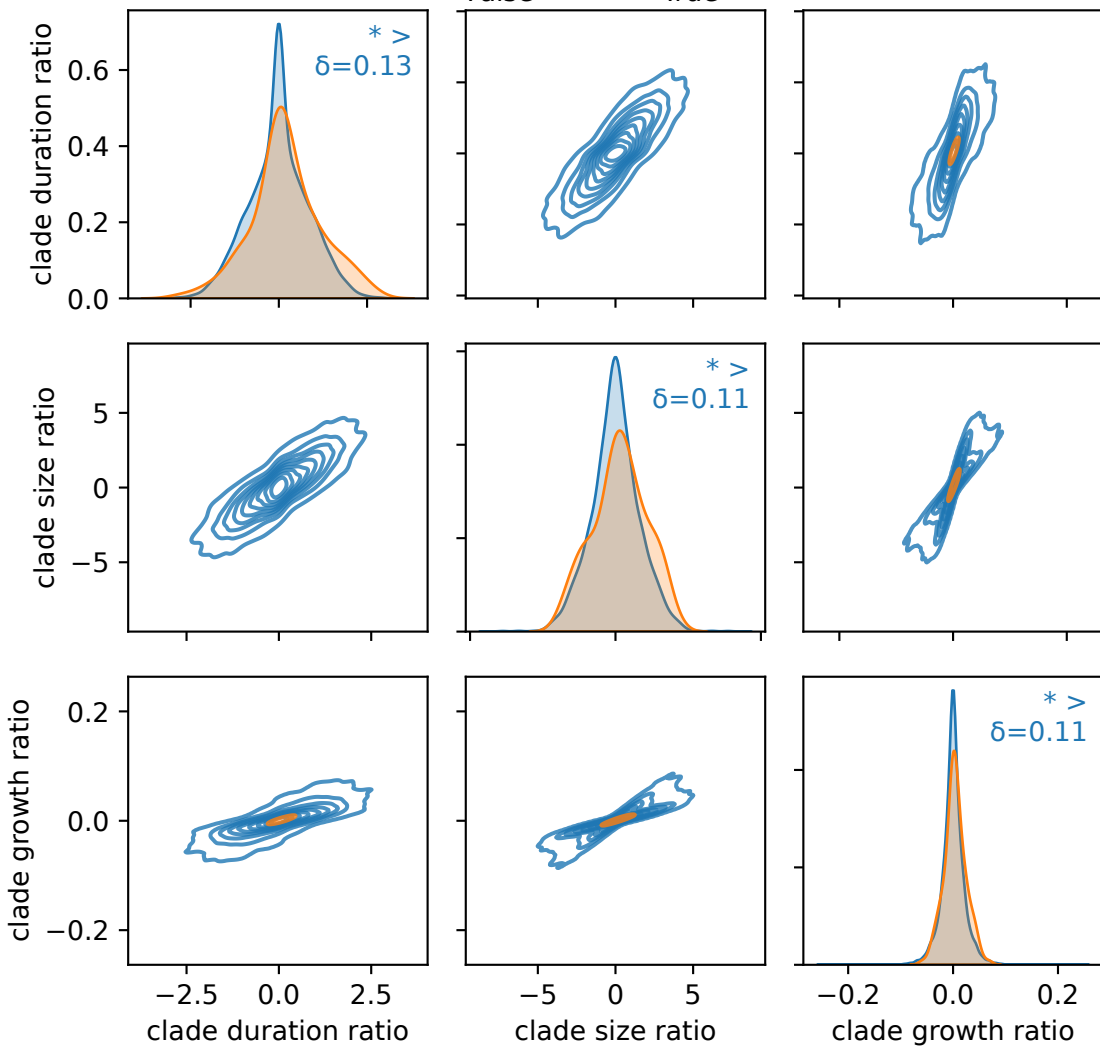 clade duration ratio
0.6
0.4
0.2
0.0
* >
δ=0.13
clade size ratio
5
0
−5
* >
δ=0.11
clade growth ratio
0.2
0.0
−0.2
* >
δ=0.11
−2.5 0.0 2.5
−5 0 5
−0.2 0.0 0.2
clade duration ratio
clade size ratio
clade growth ratio